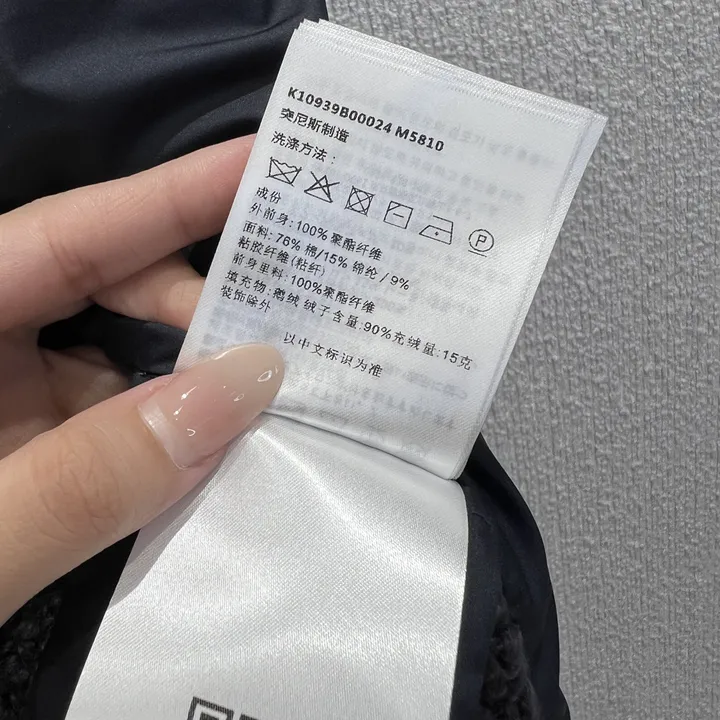 K10939B00024 M5810
突尼斯制造
洗涤方法：
P
成份
外前身:100% 聚酯纤维
面料:76% 棉/15% 锦纶 / 9%
粘胶纤维(粘纤)
前身里料:100%聚酯纤维
填充物:鹅绒 绒子含量:90%充绒量:15克
装饰除外
以中文标识为准